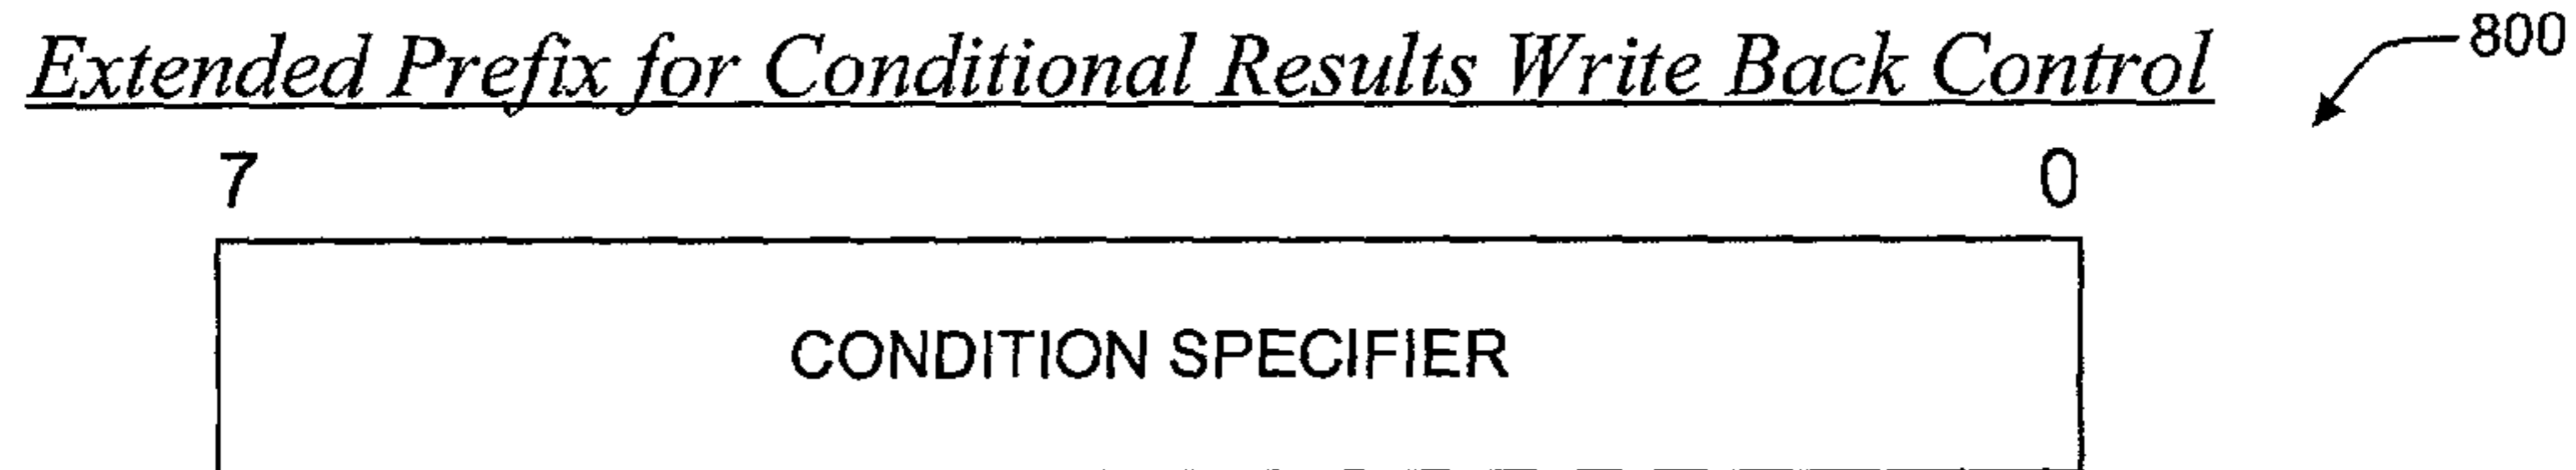 Extended Prefix for Conditional Results Write Back Control
800
7 0
CONDITION SPECIFIER